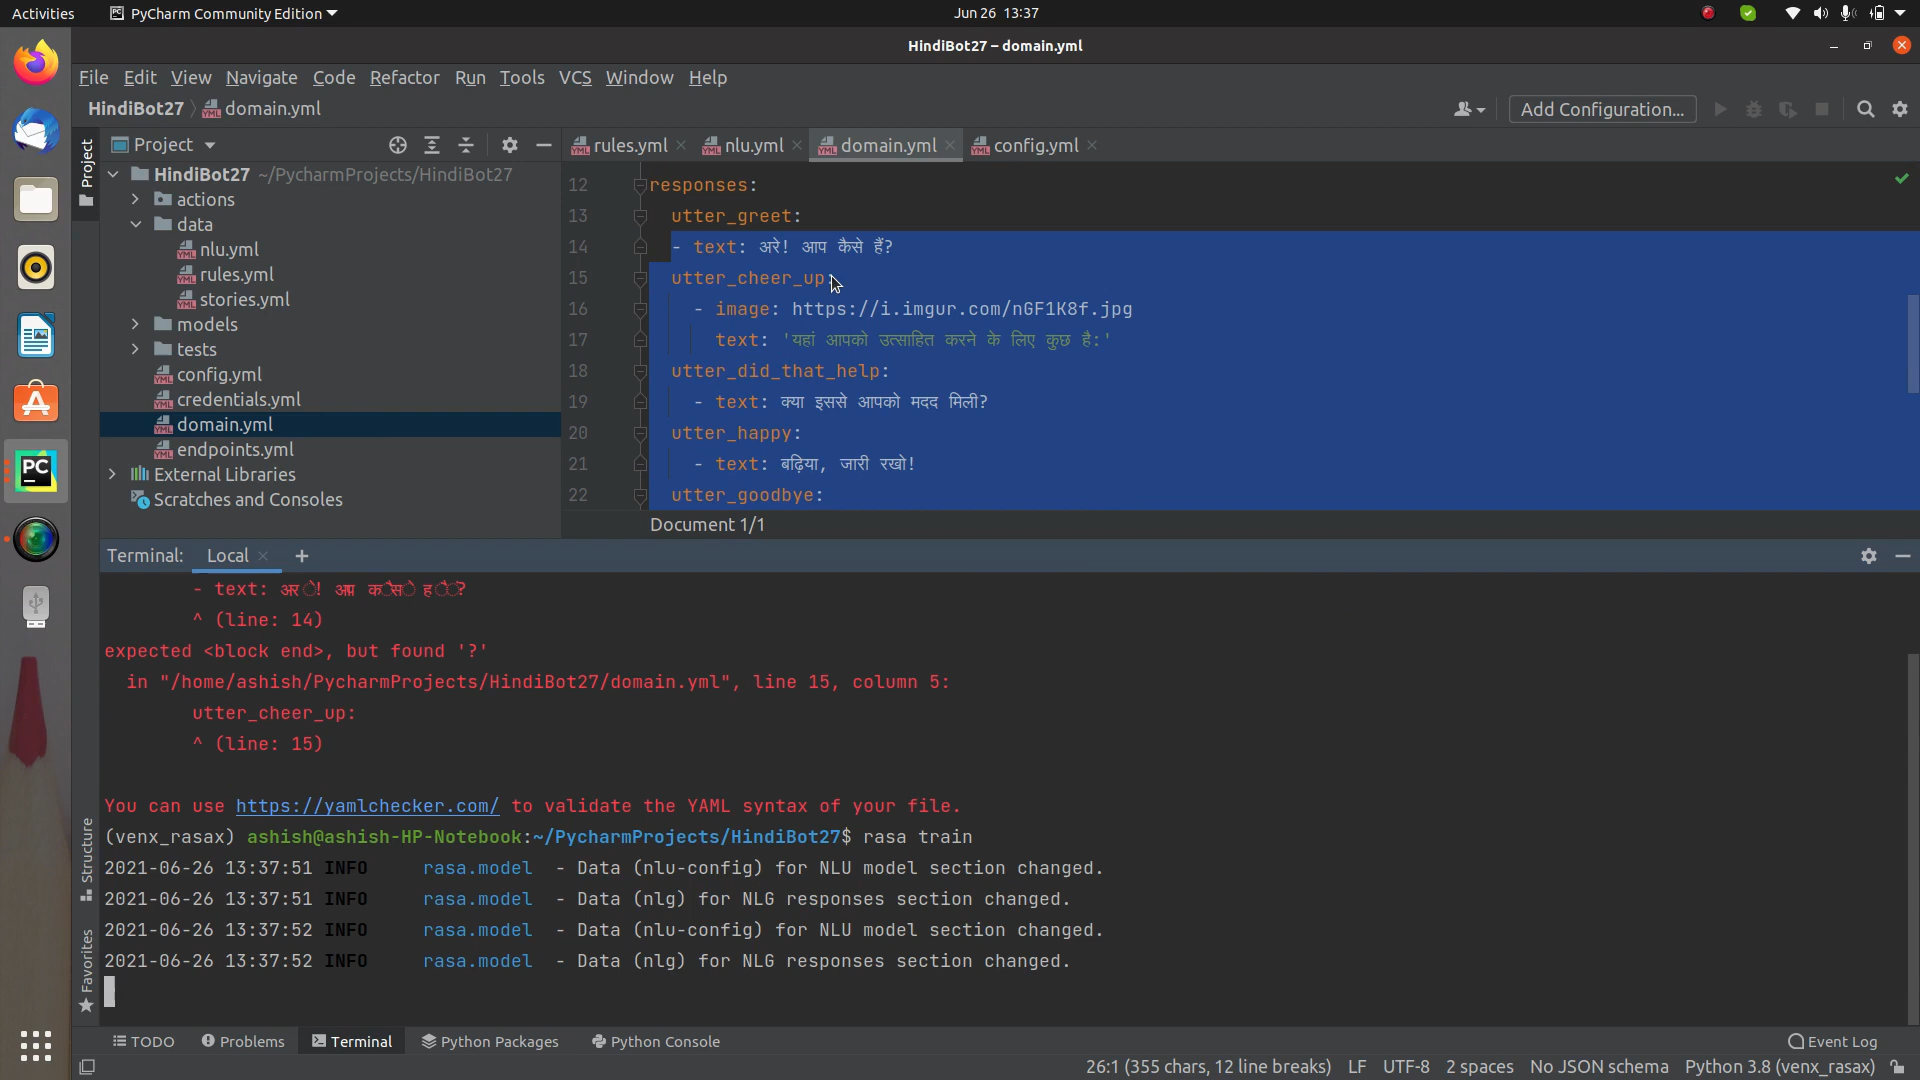 Activities
PyCharm Community Edition
Jun 26 13:37
HindiBot27 – domain.yml
File Edit View Navigate Code Refactor Run Tools VCS Window Help
HindiBot27 domain.yml
Add Configuration...
Project
Project
rules.yml
nlu.yml
domain.yml
config.yml
HindiBot27 ~/PycharmProjects/HindiBot27
actions
data
nlu.yml
rules.yml
stories.yml
models
tests
config.yml
credentials.yml
domain.yml
endpoints.yml
External Libraries
Scratches and Consoles
12 responses:
13 utter_greet:
14 - text: अरे! आप कैसे हैं?
15 utter_cheer_up:
16 - image: https://i.imgur.com/nGF1K8f.jpg
17 text: 'यहां आपको उत्साहित करने के लिए कुछ है:'
18 utter_did_that_help:
19 - text: क्या इससे आपको मदद मिली?
20 utter_happy:
21 - text: बढ़िया, जारी रखो!
22 utter_goodbye:
Document 1/1
Terminal: Local
- text: अरे! आप कैसे हैं?
^ (line: 14)
expected <block end>, but found '?'
in "/home/ashish/PycharmProjects/HindiBot27/domain.yml", line 15, column 5:
utter_cheer_up:
^ (line: 15)
You can use https://yamlchecker.com/ to validate the YAML syntax of your file.
(venx_rasax) ashish@ashish-HP-Notebook:~/PycharmProjects/HindiBot27$ rasa train
2021-06-26 13:37:51 INFO rasa.model - Data (nlu-config) for NLU model section changed.
2021-06-26 13:37:51 INFO rasa.model - Data (nlg) for NLG responses section changed.
2021-06-26 13:37:52 INFO rasa.model - Data (nlu-config) for NLU model section changed.
2021-06-26 13:37:52 INFO rasa.model - Data (nlg) for NLG responses section changed.
Structure
Favorites
TODO Problems Terminal Python Packages Python Console Event Log
26:1 (355 chars, 12 line breaks) LF UTF-8 2 spaces No JSON schema Python 3.8 (venx_rasax)